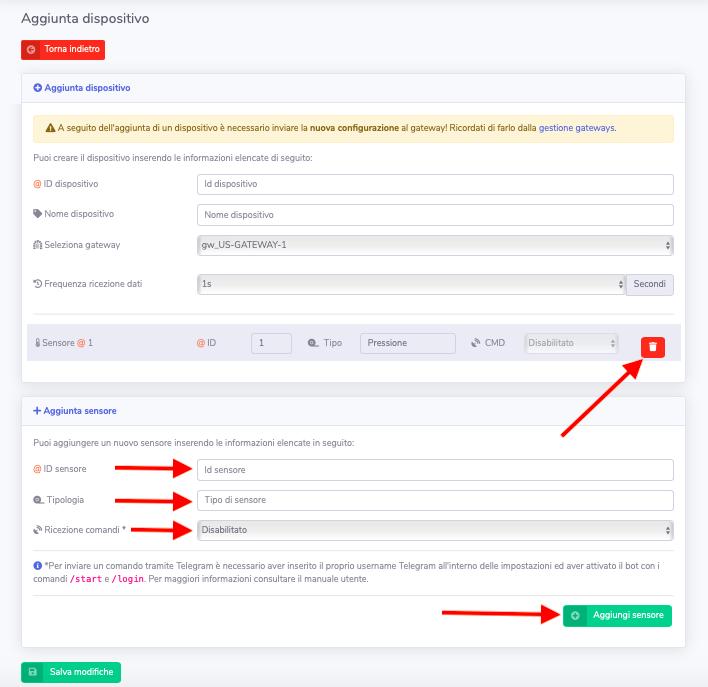 Aggiunta dispositivo
Torna indietro
Aggiunta dispositivo
A seguito dell'aggiunta di un dispositivo è necessario inviare la nuova configurazione al gateway! Ricordati di farlo dalla gestione gateways.
Puoi creare il dispositivo inserendo le informazioni elencate di seguito:
@ ID dispositivo Id dispositivo
Nome dispositivo Nome dispositivo
Seleziona gateway gw_US-GATEWAY-1
Frequenza ricezione dati 1s Secondi
Sensore @ 1 @ ID 1 Tipo Pressione CMD Disabilitato
Aggiunta sensore
Puoi aggiungere un nuovo sensore inserendo le informazioni elencate in seguito:
@ ID sensore Id sensore
Tipologia Tipo di sensore
Ricezione comandi * Disabilitato
*Per inviare un comando tramite Telegram è necessario aver inserito il proprio username Telegram all'interno delle impostazioni ed aver attivato il bot con i
comandi /start e /login. Per maggiori informazioni consultare il manuale utente.
Aggiungi sensore
Salva modifiche